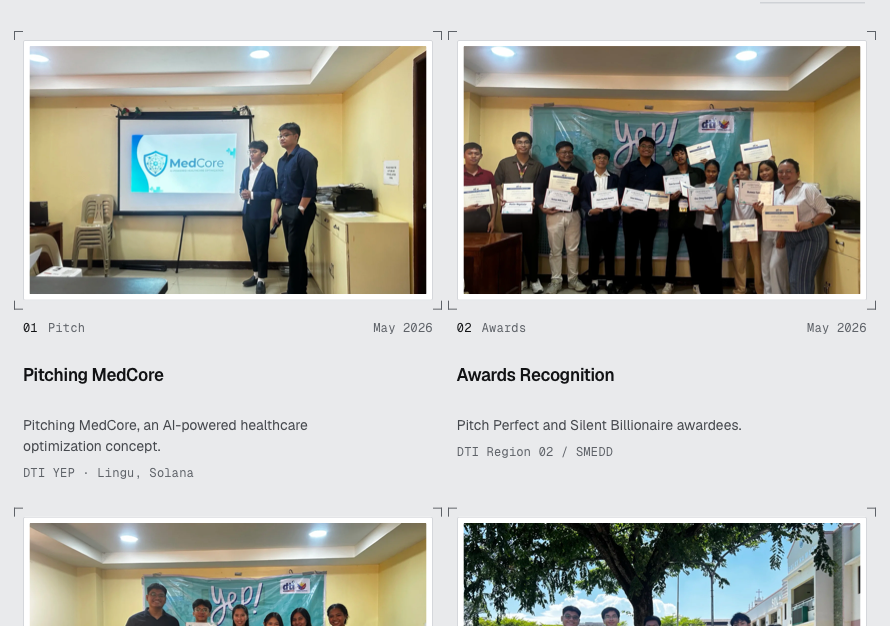 MedCore
yep!
dti
01 Pitch May 2026
02 Awards May 2026
Pitching MedCore
Awards Recognition
Pitching MedCore, an AI-powered healthcare
optimization concept.
DTI YEP · Lingu, Solana
Pitch Perfect and Silent Billionaire awardees.
DTI Region 02 / SMEDD
yep!
dti